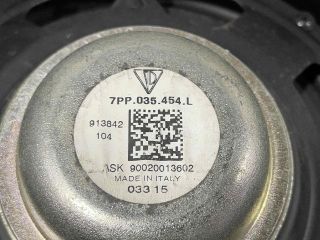 7PP.035.454.L
913842
104
ASK 90020013602
MADE IN ITALY
033 15